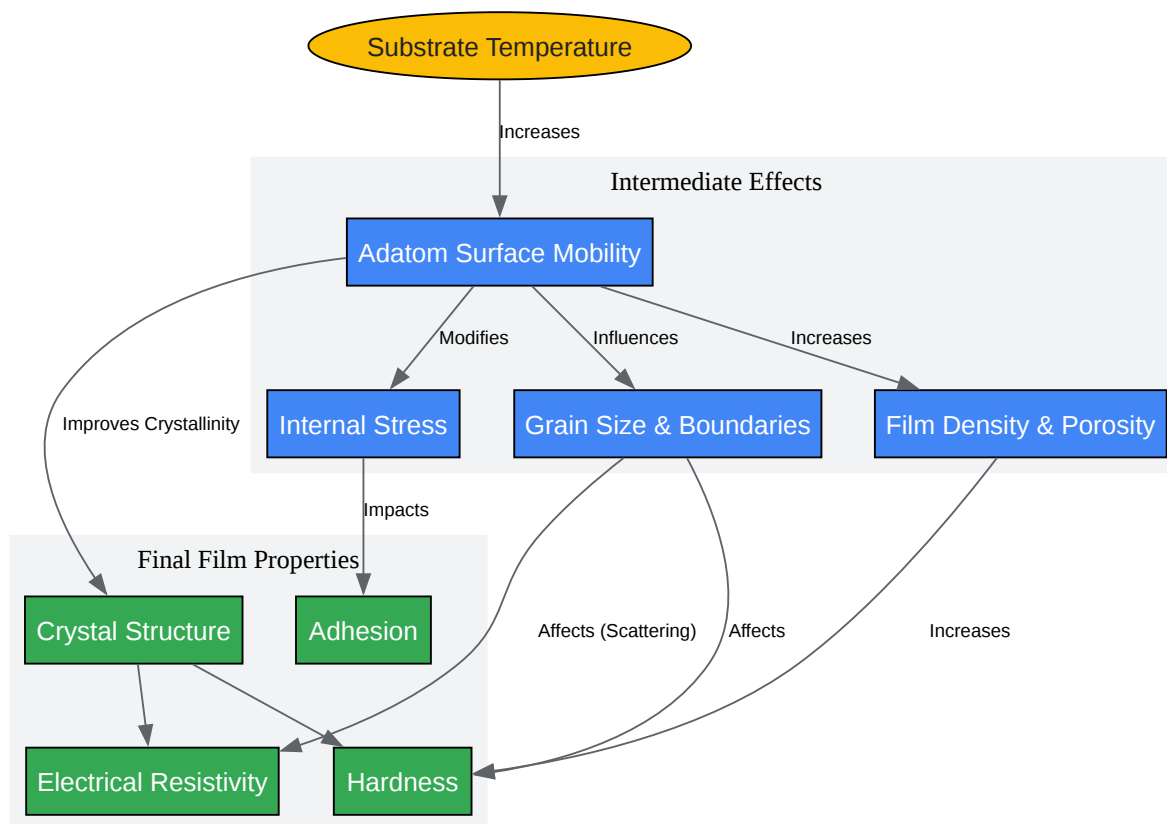 Substrate Temperature
Increases
Intermediate Effects
Adatom Surface Mobility
Modifies
Influences
Increases
Internal Stress
Grain Size & Boundaries
Film Density & Porosity
Improves Crystallinity
Impacts
Final Film Properties
Crystal Structure
Adhesion
Affects (Scattering)
Affects
Increases
Electrical Resistivity
Hardness